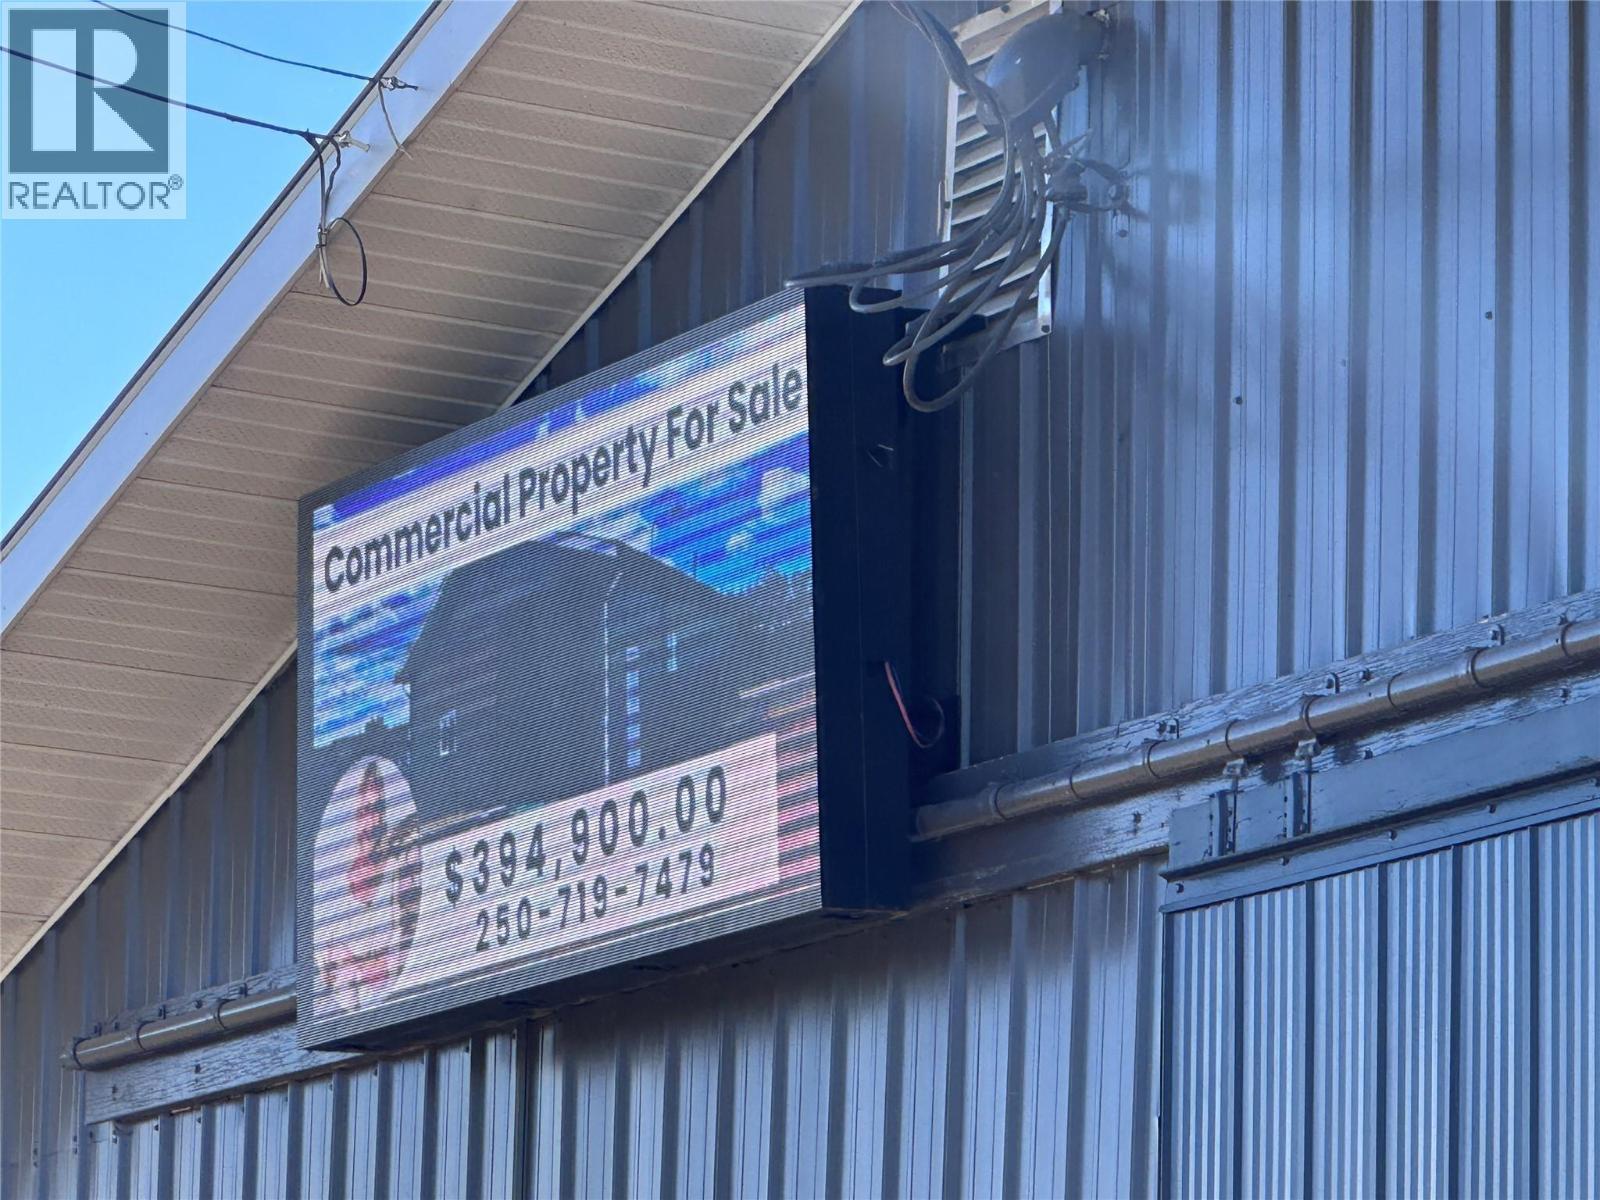 R
REALTOR®
Commercial Property For Sale
$394,900.00
250-719-7479